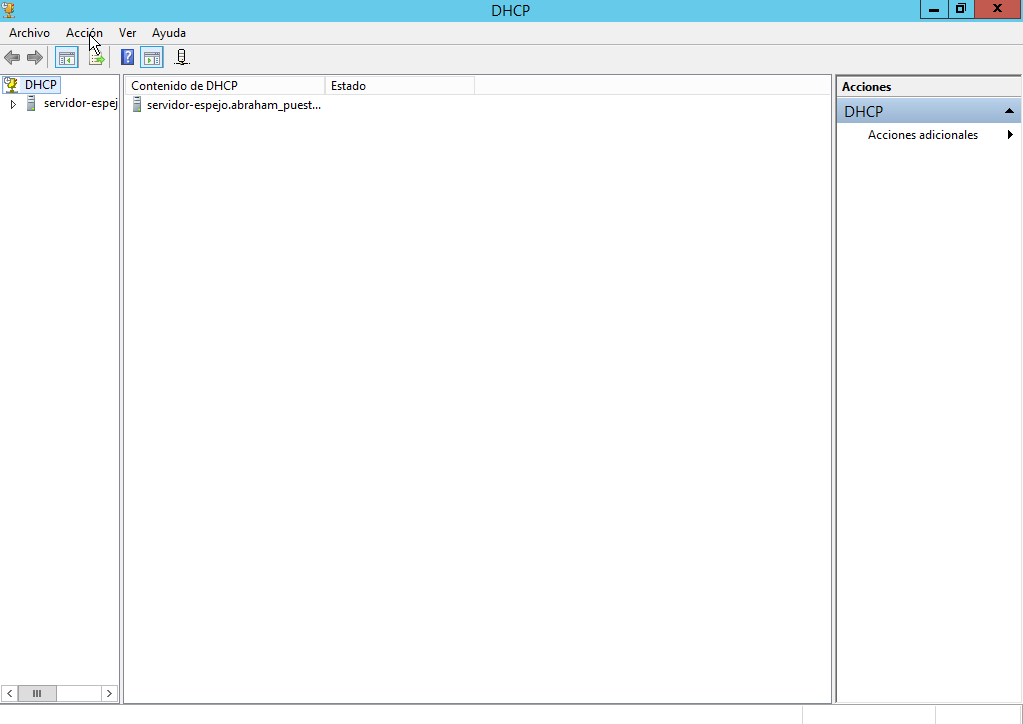 DHCP
Archivo Acción Ver Ayuda
DHCP
servidor-espej
Contenido de DHCP Estado
servidor-espejo.abraham_puest...
Acciones
DHCP
Acciones adicionales